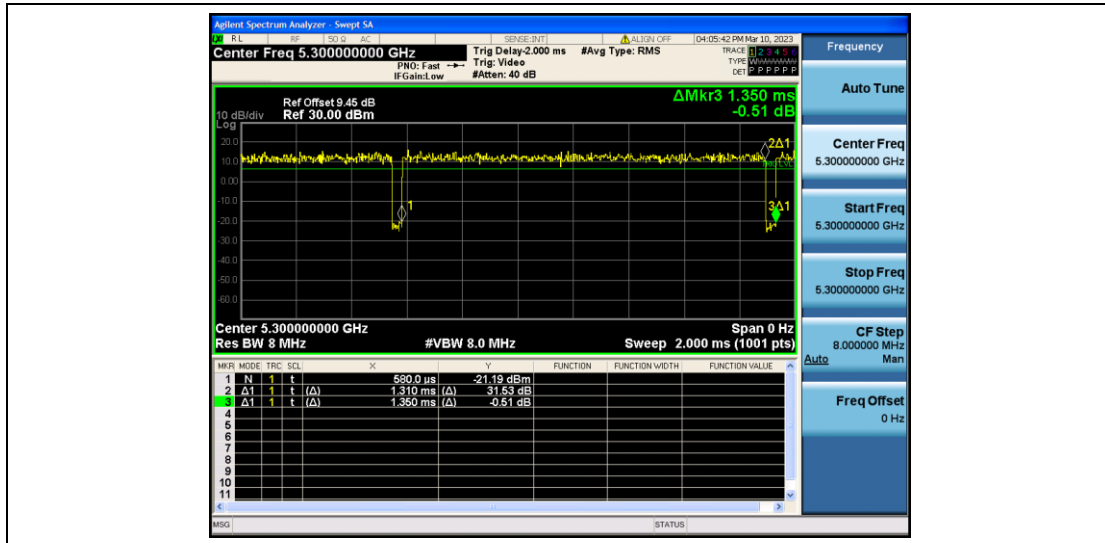 Agilent Spectrum Analyzer - Swept SA
RL RF 50 Ω AC SENSE:INT ALIGN OFF 04:05:42 PM Mar 10, 2023
Center Freq 5.300000000 GHz
PNO: Fast
IFGain:Low
Trig Delay-2.000 ms
Trig: Video
#Atten: 40 dB
#Avg Type: RMS
TRACE 1 2 3 4 5 6
TYPE
DET P P P P P P
Ref Offset 9.45 dB
Ref 30.00 dBm
10 dB/div
Log
ΔMkr3 1.350 ms
-0.51 dB
20.0
10.0
0.00
-10.0
-20.0
-30.0
-40.0
-50.0
-60.0
2Δ1
1
3Δ1
Center 5.300000000 GHz Span 0 Hz
Res BW 8 MHz #VBW 8.0 MHz Sweep 2.000 ms (1001 pts)
MKR MODE TRC SCL X Y FUNCTION FUNCTION WIDTH FUNCTION VALUE
1 N 1 t 580.0 µs -21.19 dBm
2 Δ1 1 t (Δ) 1.310 ms (Δ) 31.53 dB
3 Δ1 1 t (Δ) 1.350 ms (Δ) -0.51 dB
4
5
6
7
8
9
10
11
MSG STATUS
Frequency
Auto Tune
Center Freq
5.300000000 GHz
Start Freq
5.300000000 GHz
Stop Freq
5.300000000 GHz
CF Step
8.000000 MHz
Auto Man
Freq Offset
0 Hz